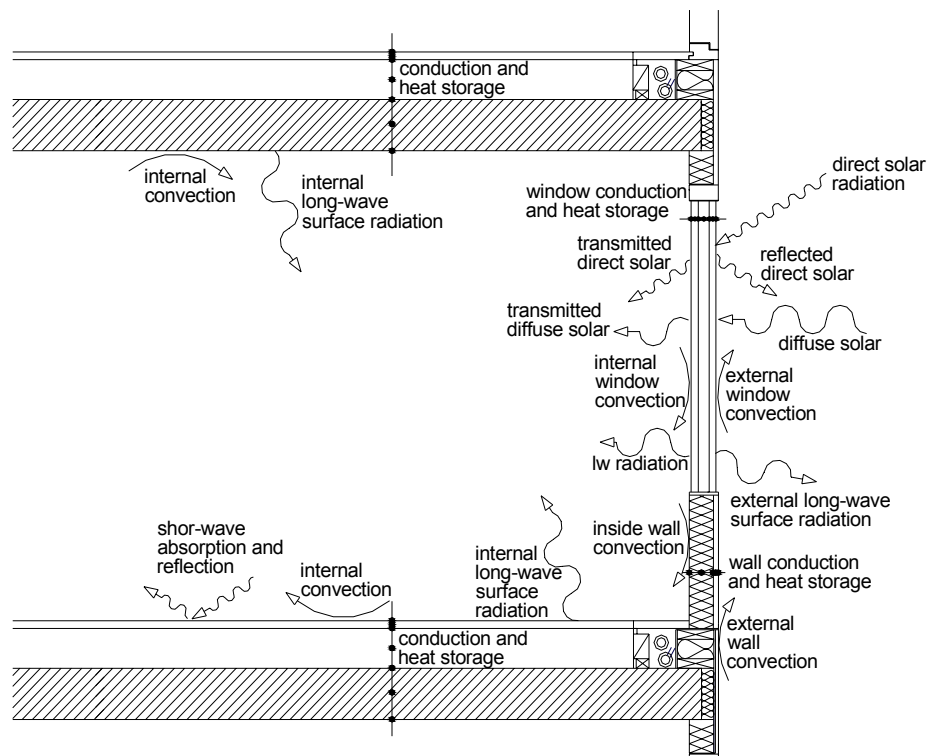 conduction and
heat storage
internal
convection
internal
long-wave
surface radiation
direct solar
radiation
window conduction
and heat storage
transmitted
direct solar
reflected
direct solar
transmitted
diffuse solar
diffuse solar
internal
window
convection
external
window
convection
lw radiation
external long-wave
surface radiation
inside wall
convection
shor-wave
absorption and
reflection
internal
convection
internal
long-wave
surface
radiation
wall conduction
and heat storage
conduction and
heat storage
external
wall
convection